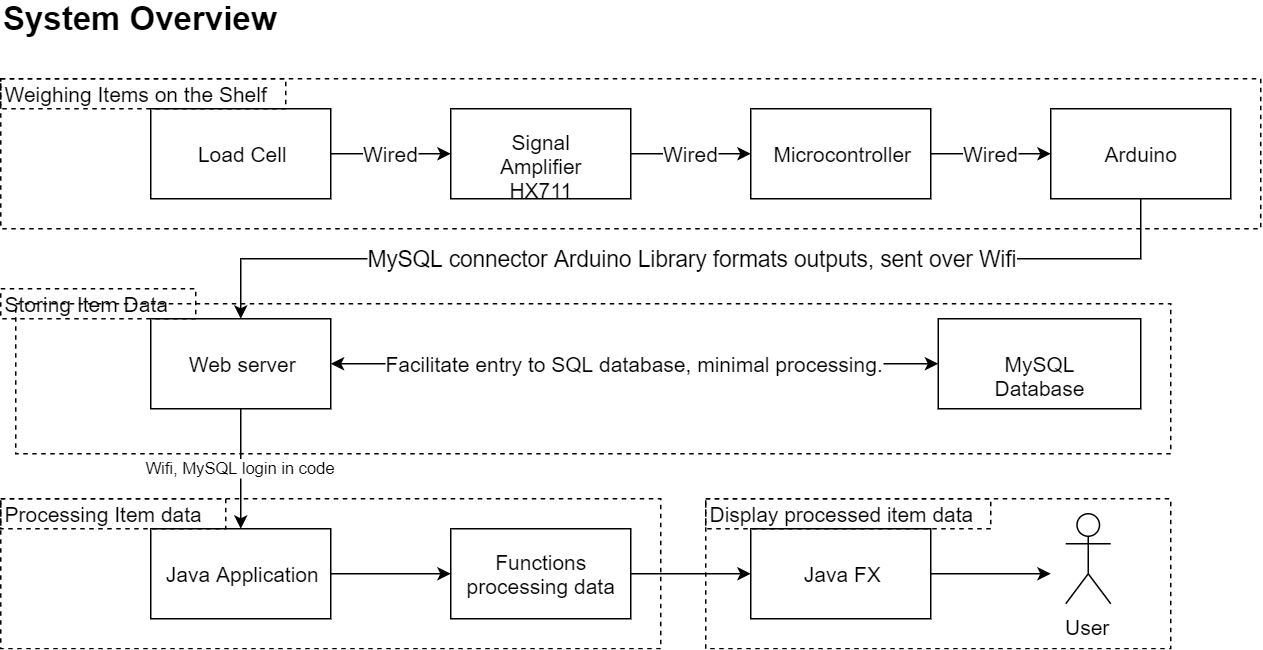 System Overview
Weighing Items on the Shelf
Load Cell
Wired
Signal
Amplifier
HX711
Wired
Microcontroller
Wired
Arduino
MySQL connector Arduino Library formats outputs, sent over Wifi
Storing Item Data
Web server
Facilitate entry to SQL database, minimal processing.
MySQL
Database
Wifi, MySQL login in code
Processing Item data
Java Application
Functions
processing data
Display processed item data
Java FX
User